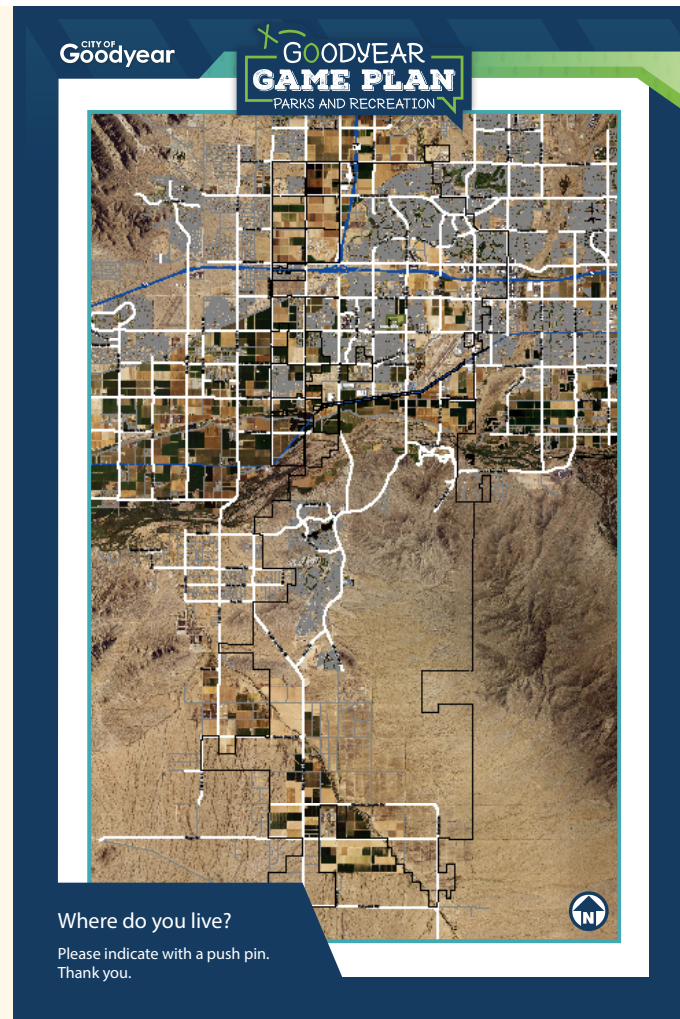 CITY OF
Goodyear
GOODYEAR
GAME PLAN
PARKS AND RECREATION
N
Where do you live?
Please indicate with a push pin.
Thank you.